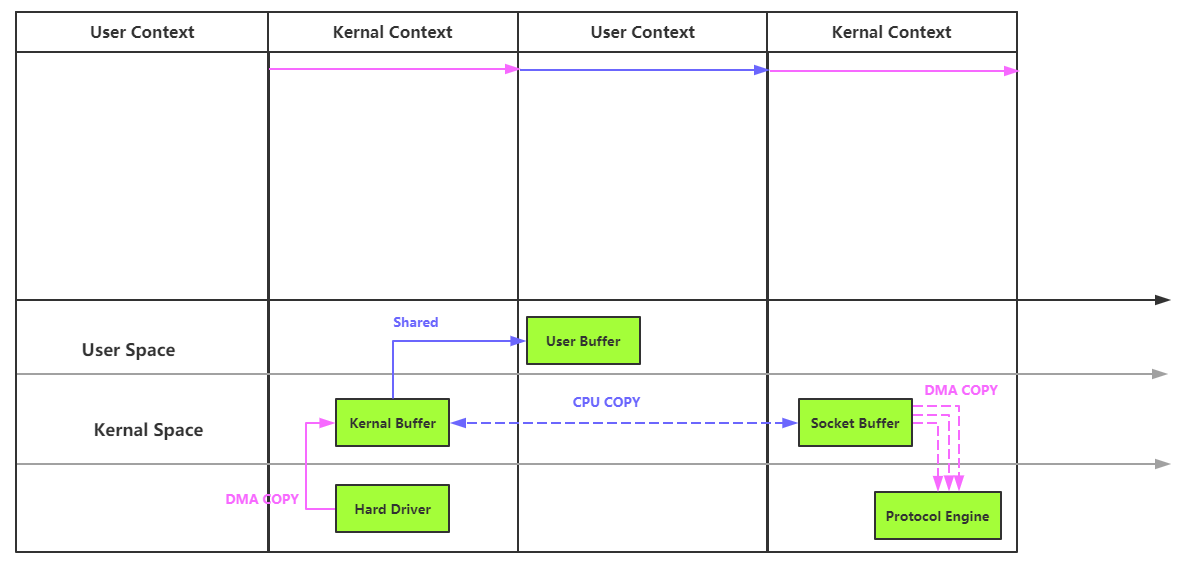 User Context
Kernal Context
User Context
Kernal Context
Shared
User Buffer
User Space
DMA COPY
CPU COPY
Kernal Buffer
Socket Buffer
Kernal Space
DMA COPY
Hard Driver
Protocol Engine